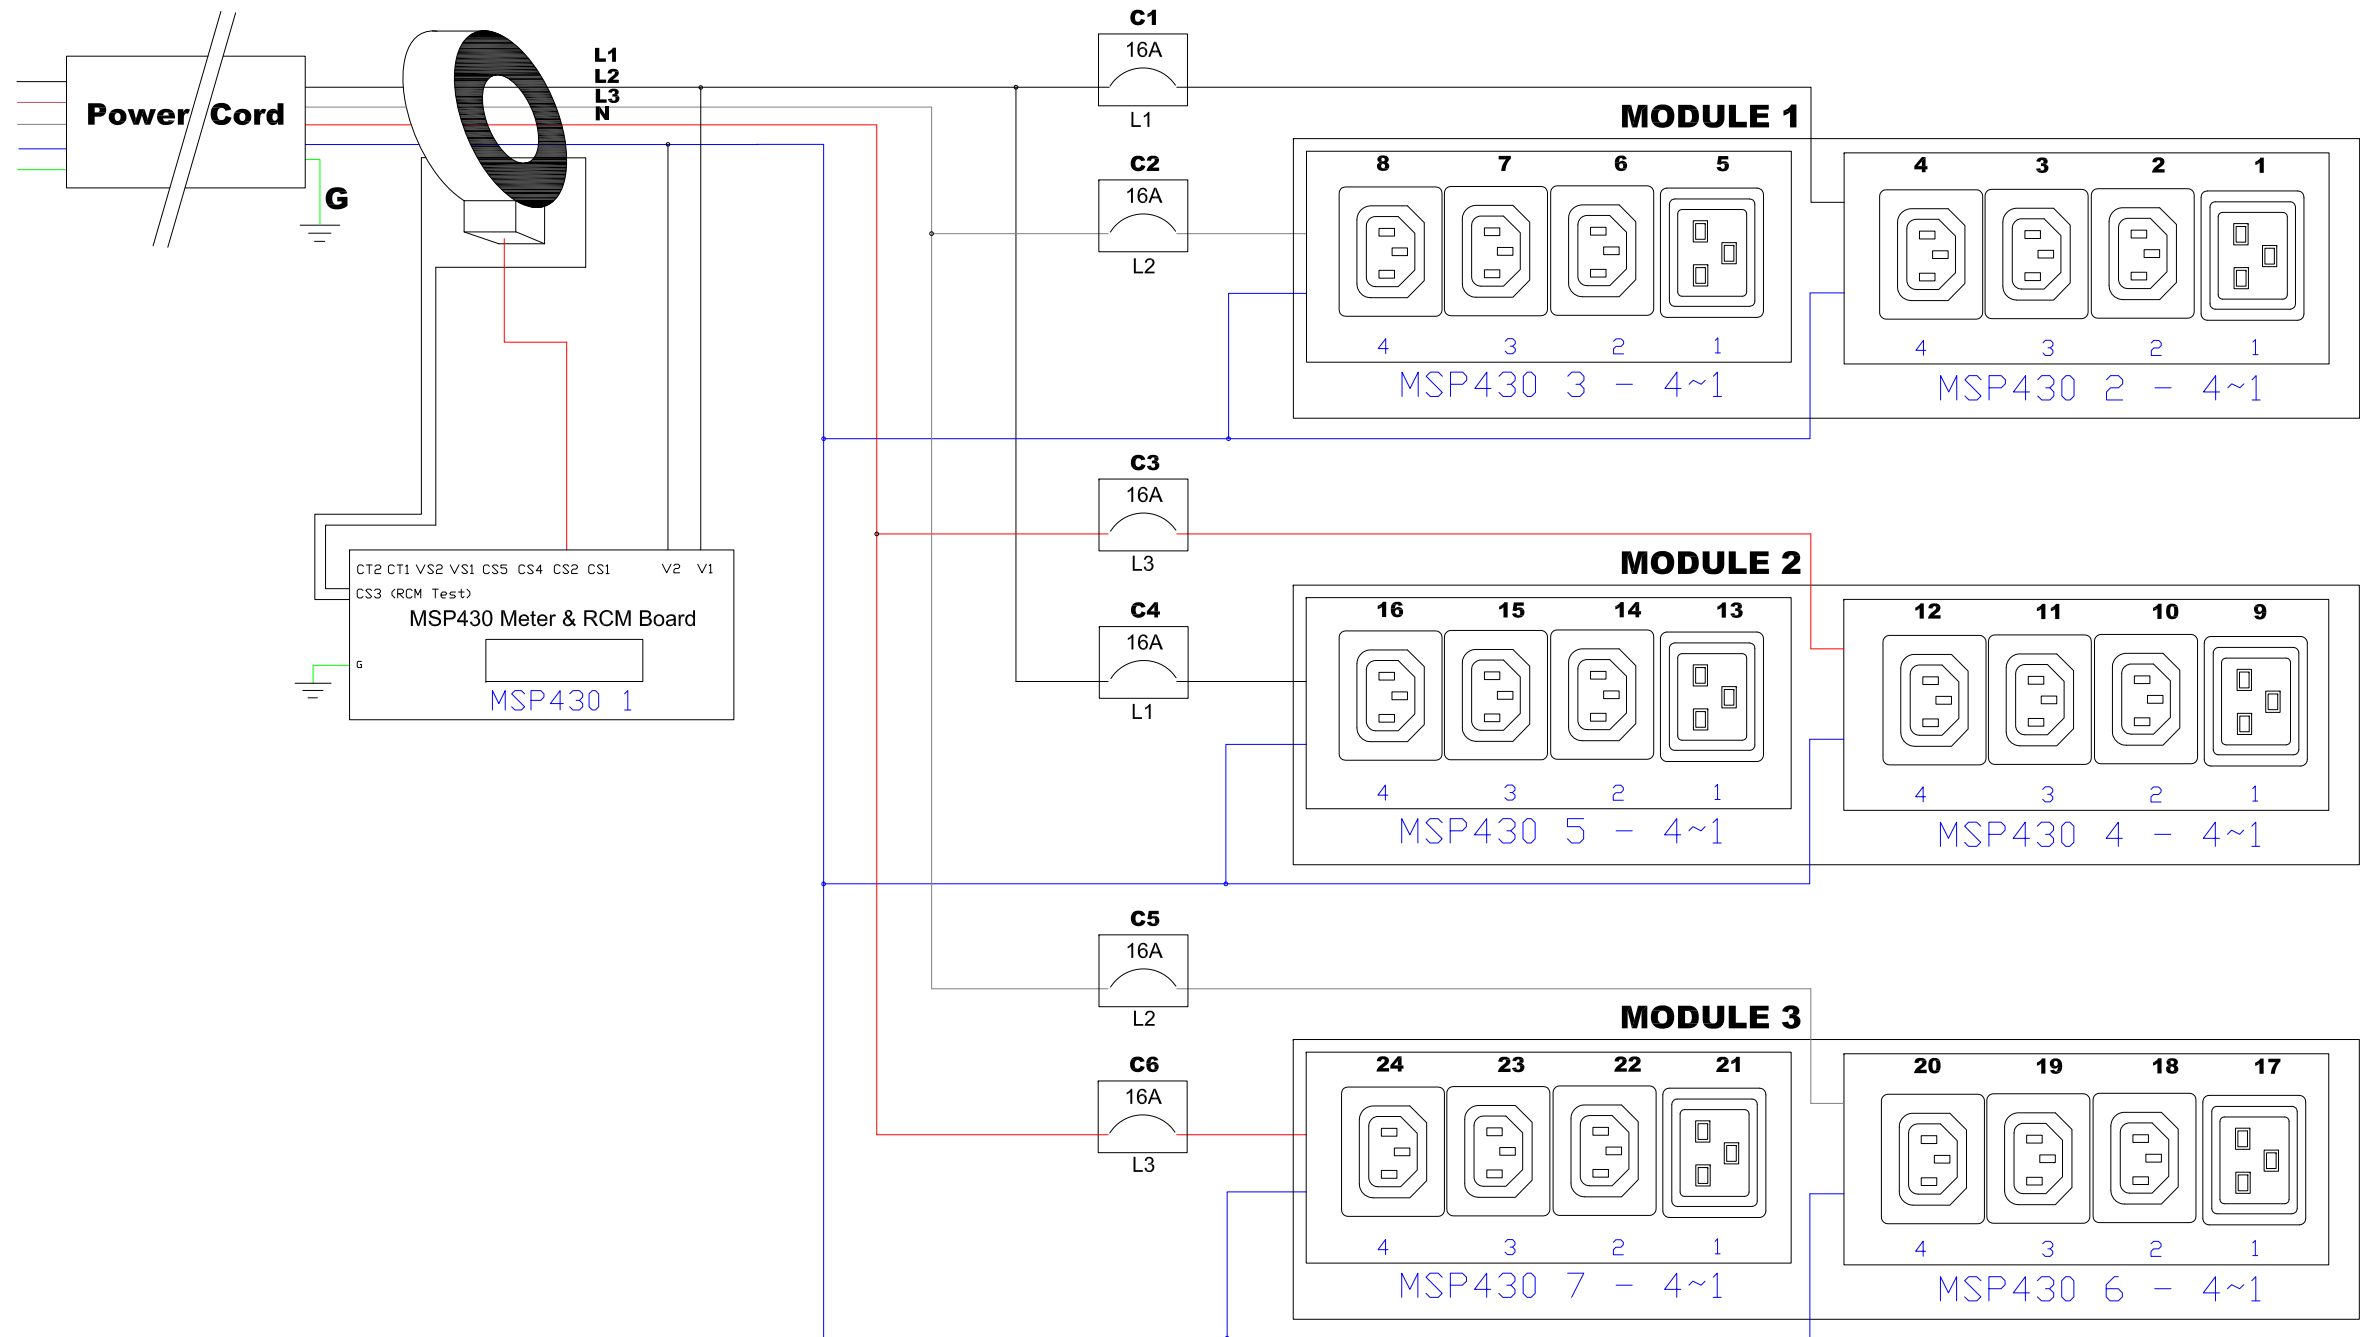 Power Cord
G
L1
L2
L3
N
C1
16A
L1
C2
16A
L2
MODULE 1
8 7 6 5
4 3 2 1
MSP430 3 - 4~1
4 3 2 1
4 3 2 1
MSP430 2 - 4~1
CT2 CT1 VS2 VS1 CS5 CS4 CS2 CS1 V2 V1
CS3 (RCM Test)
MSP430 Meter & RCM Board
G
MSP430 1
C3
16A
L3
C4
16A
L1
MODULE 2
16 15 14 13
4 3 2 1
MSP430 5 - 4~1
12 11 10 9
4 3 2 1
MSP430 4 - 4~1
C5
16A
L2
C6
16A
L3
MODULE 3
24 23 22 21
4 3 2 1
MSP430 7 - 4~1
20 19 18 17
4 3 2 1
MSP430 6 - 4~1